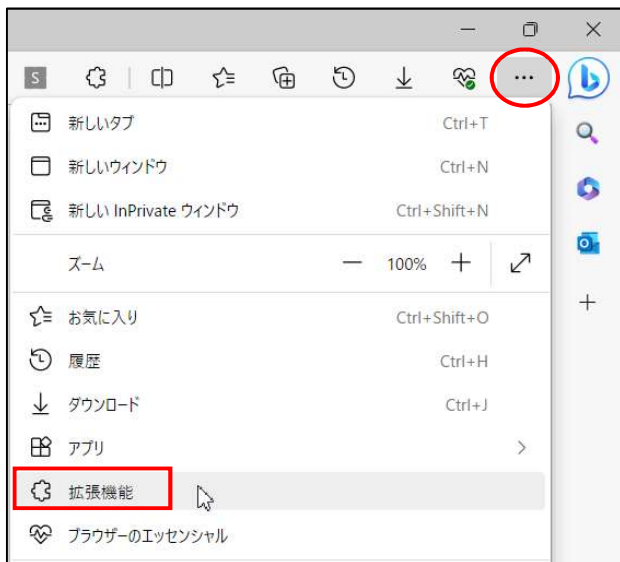 S
新しいタブ Ctrl+T
新しいウィンドウ Ctrl+N
新しい InPrivate ウィンドウ Ctrl+Shift+N
ズーム 100%
お気に入り Ctrl+Shift+O
履歴 Ctrl+H
ダウンロード Ctrl+J
アプリ
拡張機能
ブラウザーのエッセンシャル